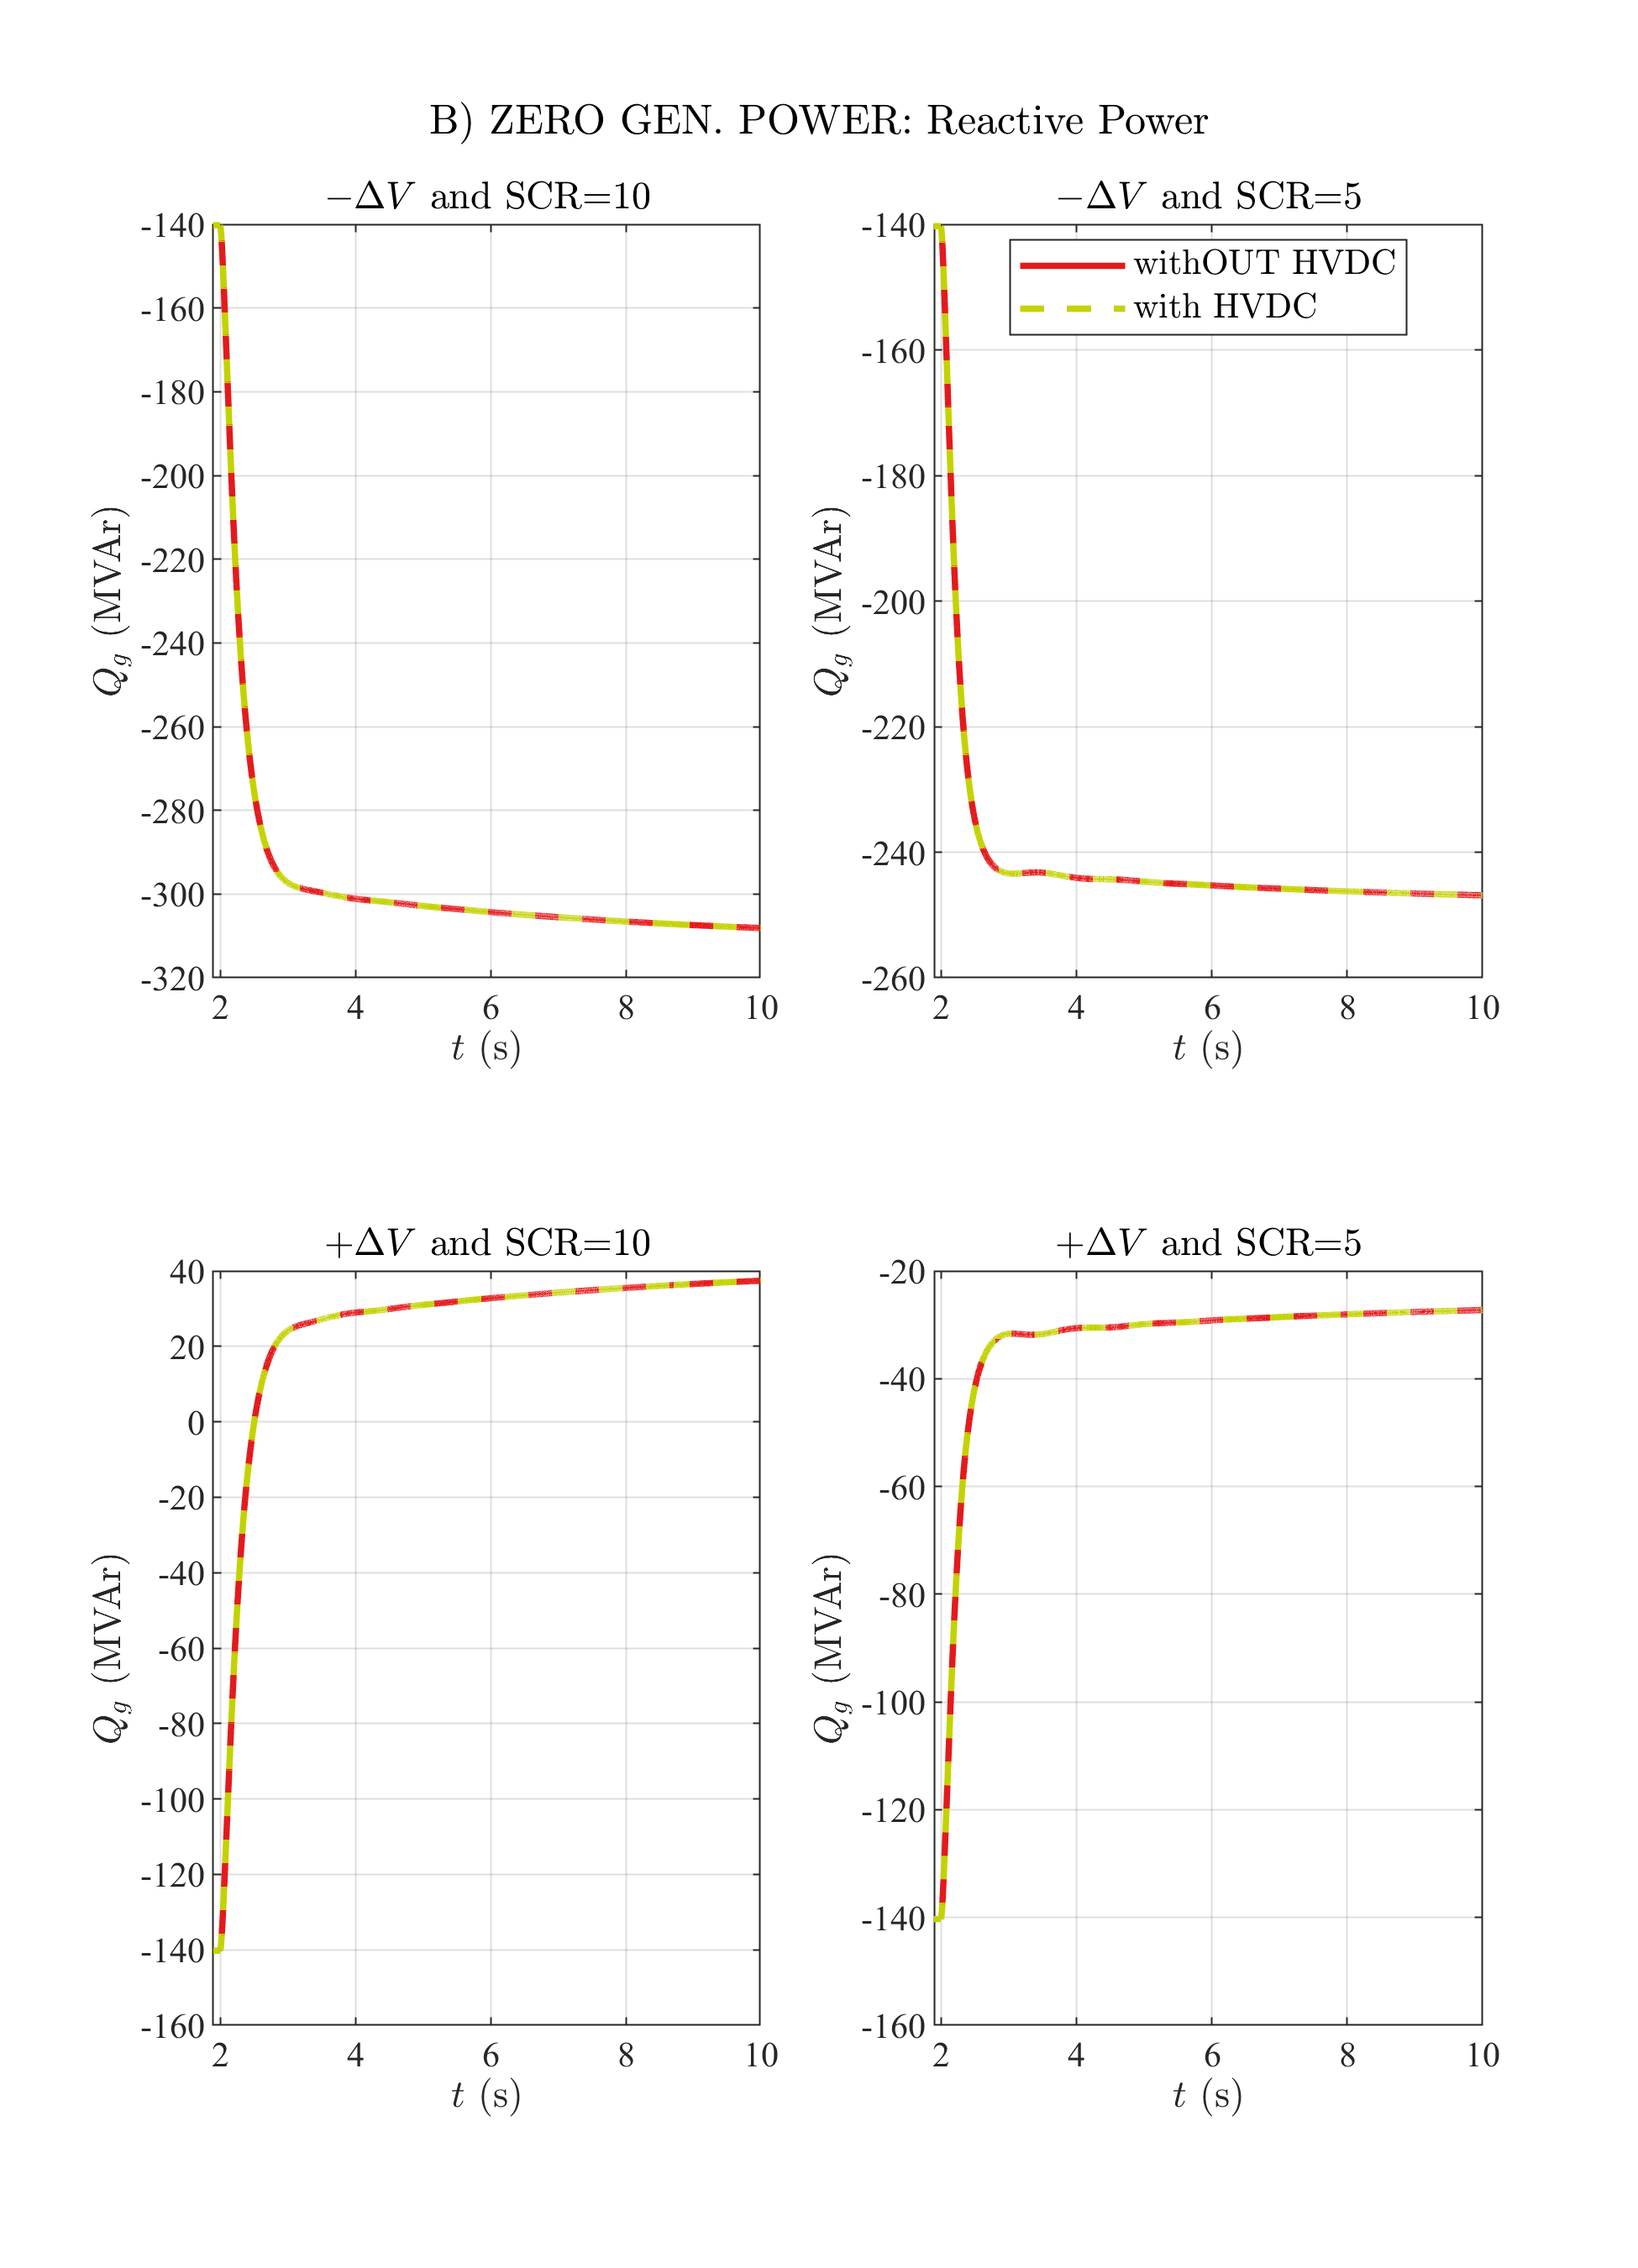 B) ZERO GEN. POWER: Reactive Power
−ΔV and SCR=10
-140
-160
-180
-200
-220
-240
-260
-280
-300
-320
Q_g (MVAr)
2 4 6 8 10
t (s)
−ΔV and SCR=5
withOUT HVDC
with HVDC
-140
-160
-180
-200
-220
-240
-260
Q_g (MVAr)
2 4 6 8 10
t (s)
+ΔV and SCR=10
40
20
0
-20
-40
-60
-80
-100
-120
-140
-160
Q_g (MVAr)
2 4 6 8 10
t (s)
+ΔV and SCR=5
-20
-40
-60
-80
-100
-120
-140
-160
Q_g (MVAr)
2 4 6 8 10
t (s)